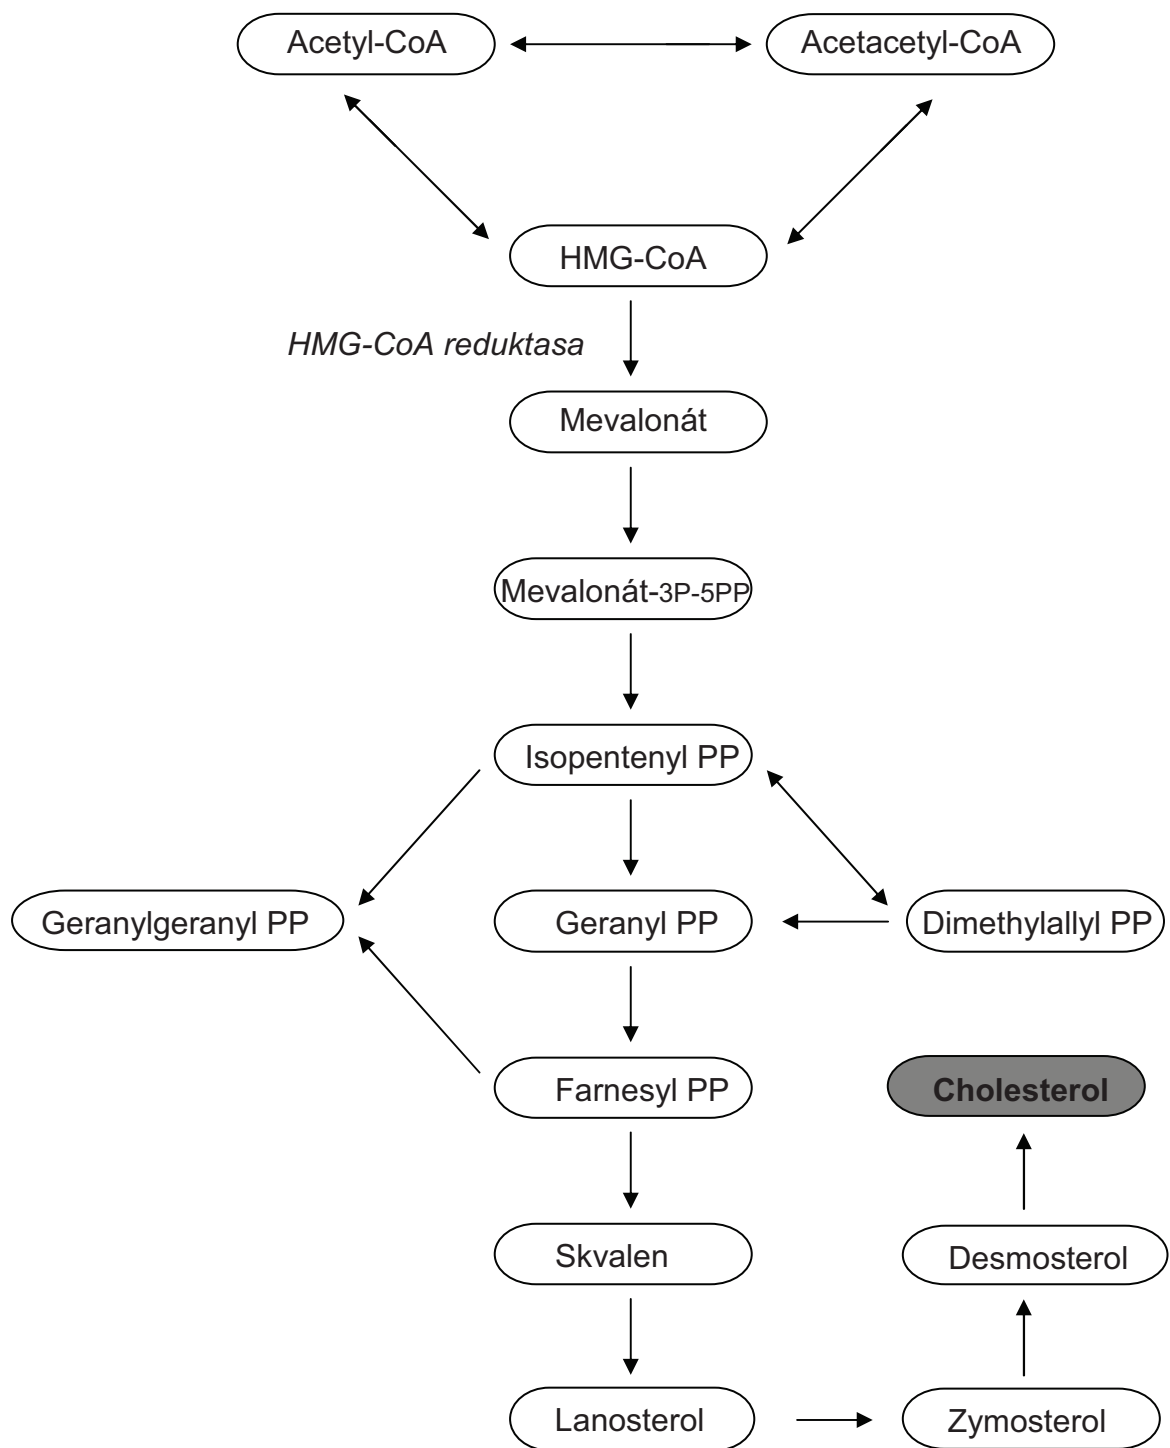 Acetyl-CoA
Acetacetyl-CoA
HMG-CoA
HMG-CoA reduktasa
Mevalonát
Mevalonát-3P-5PP
Isopentenyl PP
Geranylgeranyl PP
Geranyl PP
Dimethylallyl PP
Farnesyl PP
Cholesterol
Skvalen
Desmosterol
Lanosterol
Zymosterol